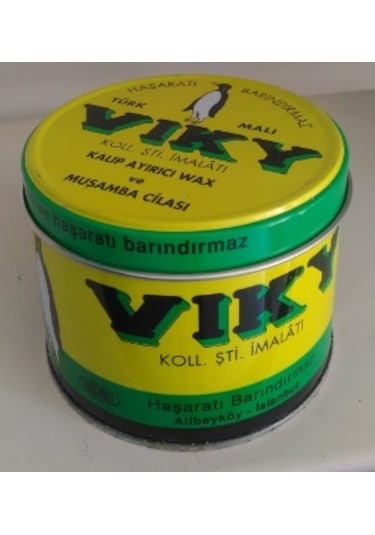 HAŞARATI BARINDIRMAZ
TÜRK MALI
VIKY
KOLL. ŞTİ. İMALÂTI
KALIP AYIRICI WAX
ve
MUŞAMBA CİLASI
ve haşaratı barındırmaz
VIKY
KOLL. ŞTİ. İMALÂTI
Haşaratı Barındırmaz
Alibeyköy - İstanbul